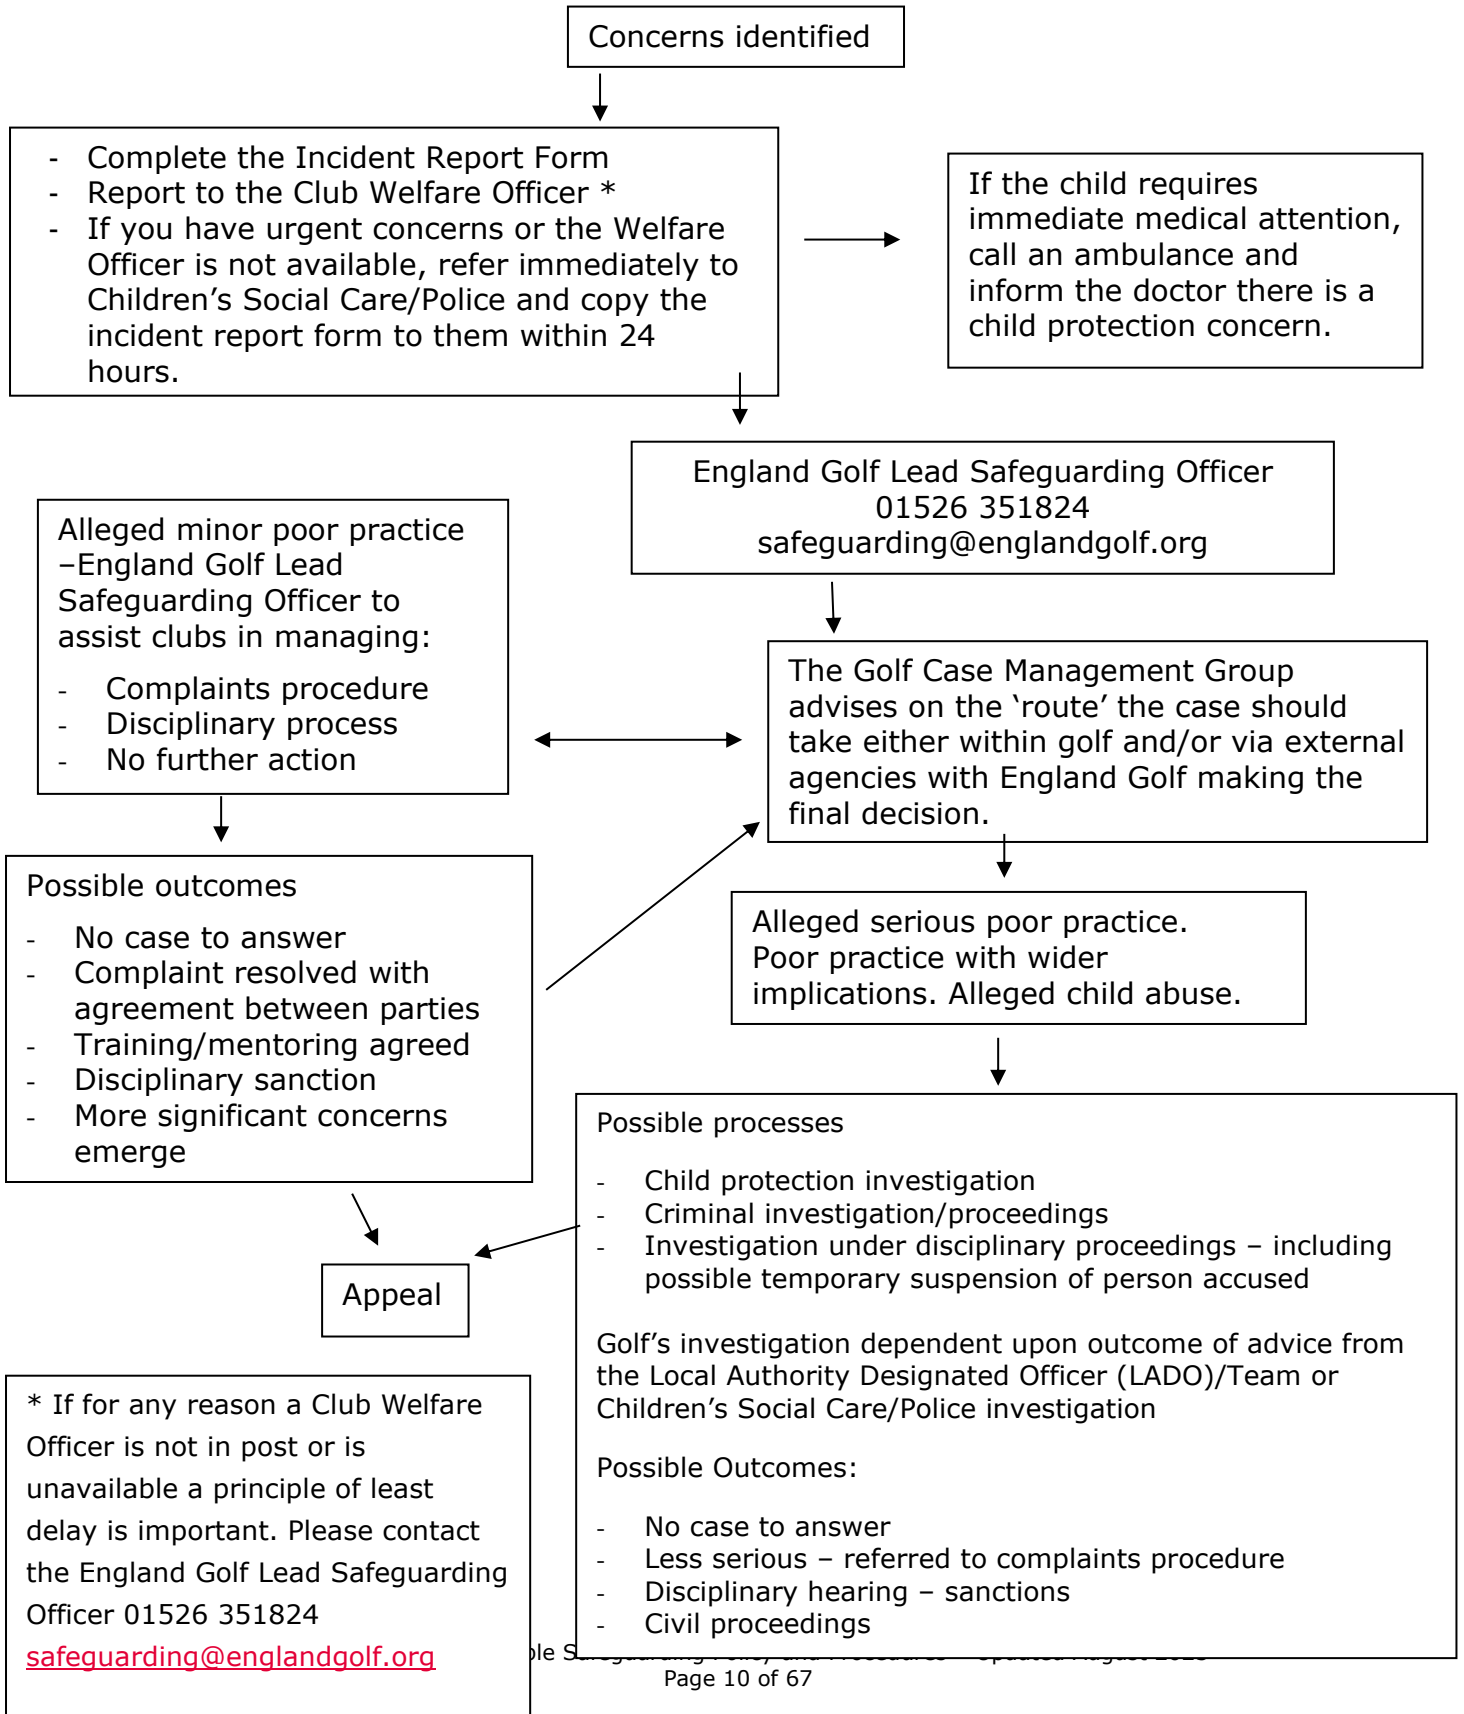 Concerns identified
- Complete the Incident Report Form
- Report to the Club Welfare Officer *
- If you have urgent concerns or the Welfare
Officer is not available, refer immediately to
Children’s Social Care/Police and copy the
incident report form to them within 24
hours.
If the child requires
immediate medical attention,
call an ambulance and
inform the doctor there is a
child protection concern.
England Golf Lead Safeguarding Officer
01526 351824
safeguarding@englandgolf.org
Alleged minor poor practice
–England Golf Lead
Safeguarding Officer to
assist clubs in managing:
- Complaints procedure
- Disciplinary process
- No further action
The Golf Case Management Group
advises on the ‘route’ the case should
take either within golf and/or via external
agencies with England Golf making the
final decision.
Possible outcomes
- No case to answer
- Complaint resolved with
agreement between parties
- Training/mentoring agreed
- Disciplinary sanction
- More significant concerns
emerge
Alleged serious poor practice.
Poor practice with wider
implications. Alleged child abuse.
Possible processes
- Child protection investigation
- Criminal investigation/proceedings
- Investigation under disciplinary proceedings – including
possible temporary suspension of person accused
Golf’s investigation dependent upon outcome of advice from
the Local Authority Designated Officer (LADO)/Team or
Children’s Social Care/Police investigation
Possible Outcomes:
- No case to answer
- Less serious – referred to complaints procedure
- Disciplinary hearing – sanctions
- Civil proceedings
Appeal
* If for any reason a Club Welfare
Officer is not in post or is
unavailable a principle of least
delay is important. Please contact
the England Golf Lead Safeguarding
Officer 01526 351824
safeguarding@englandgolf.org
Page 10 of 67